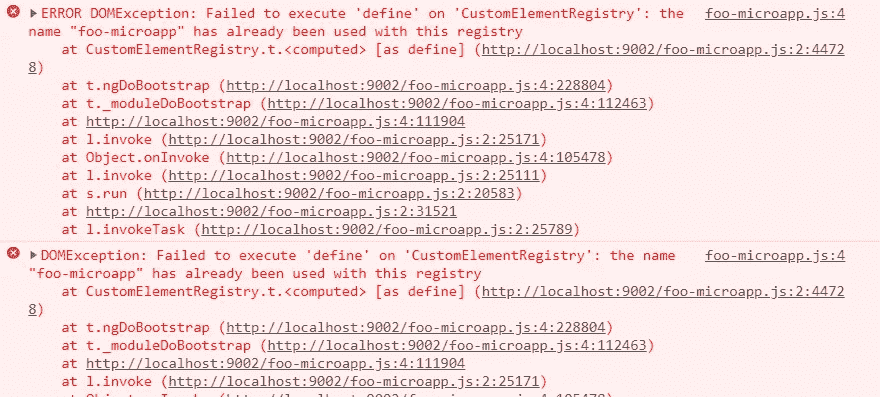 ERROR DOMException: Failed to execute 'define' on 'CustomElementRegistry': the foo-microapp.js:4
name "foo-microapp" has already been used with this registry
at CustomElementRegistry.t.<computed> [as define] (http://localhost:9002/foo-microapp.js:2:4472
8)
at t.ngDoBootstrap (http://localhost:9002/foo-microapp.js:4:228804)
at t._moduleDoBootstrap (http://localhost:9002/foo-microapp.js:4:112463)
at http://localhost:9002/foo-microapp.js:4:111904
at l.invoke (http://localhost:9002/foo-microapp.js:2:25171)
at Object.onInvoke (http://localhost:9002/foo-microapp.js:4:105478)
at l.invoke (http://localhost:9002/foo-microapp.js:2:25111)
at s.run (http://localhost:9002/foo-microapp.js:2:20583)
at http://localhost:9002/foo-microapp.js:2:31521
at l.invokeTask (http://localhost:9002/foo-microapp.js:2:25789)
DOMException: Failed to execute 'define' on 'CustomElementRegistry': the name foo-microapp.js:4
"foo-microapp" has already been used with this registry
at CustomElementRegistry.t.<computed> [as define] (http://localhost:9002/foo-microapp.js:2:4472
8)
at t.ngDoBootstrap (http://localhost:9002/foo-microapp.js:4:228804)
at t._moduleDoBootstrap (http://localhost:9002/foo-microapp.js:4:112463)
at http://localhost:9002/foo-microapp.js:4:111904
at l.invoke (http://localhost:9002/foo-microapp.js:2:25171)